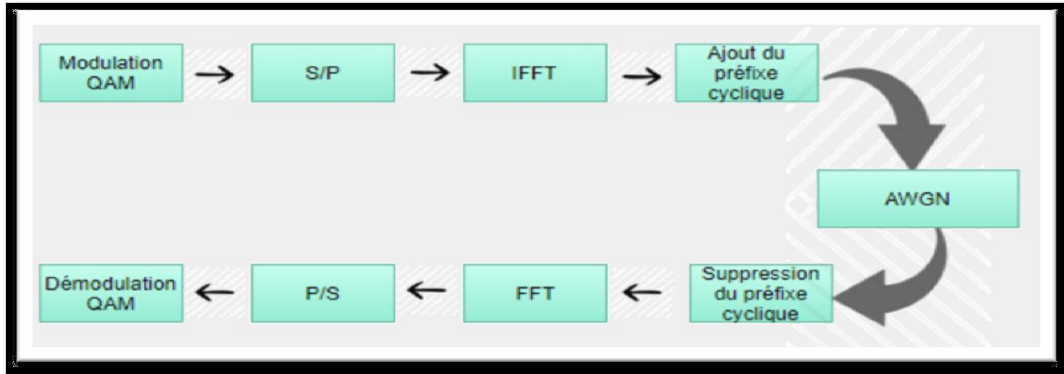 Modulation
QAM
S/P
IFFT
Ajout du
préfixe
cyclique
AWGN
Démodulation
QAM
P/S
FFT
Suppression
du préfixe
cyclique